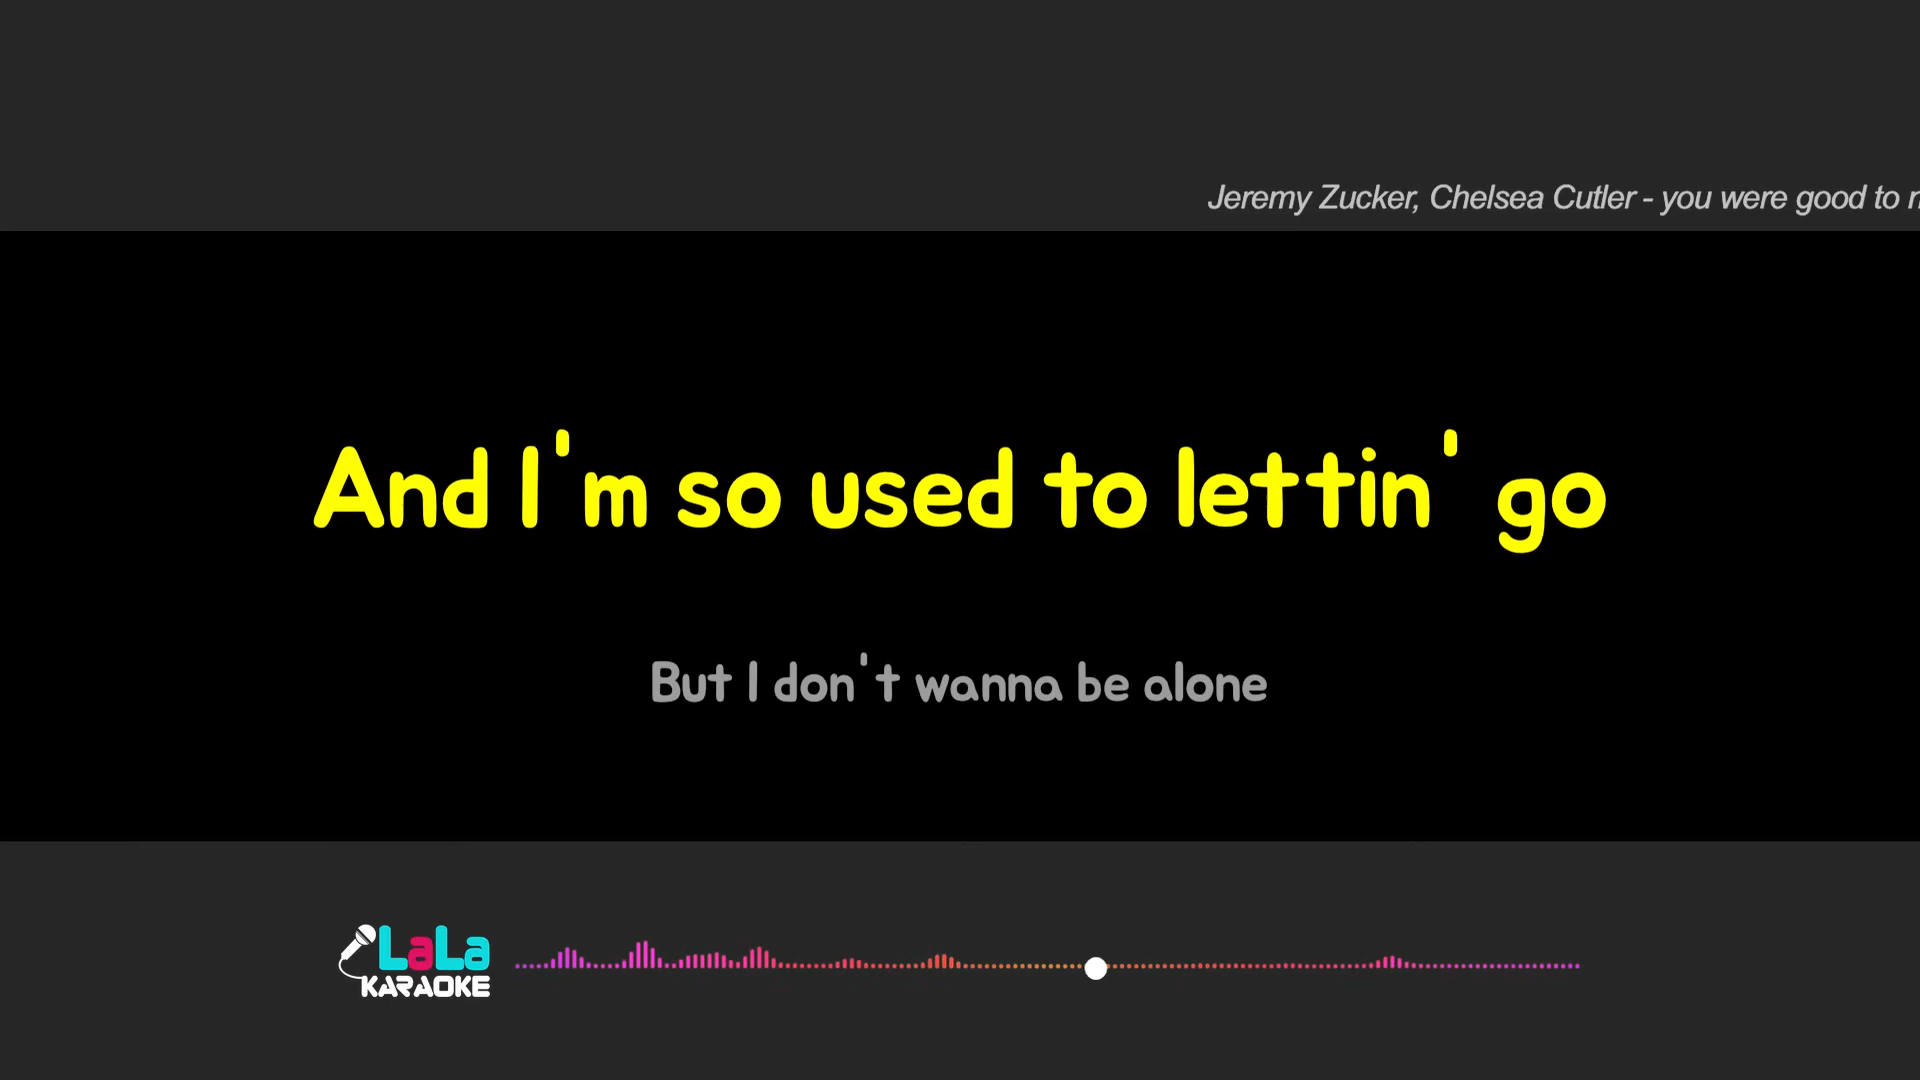 Jeremy Zucker, Chelsea Cutler - you were good to
And I'm so used to lettin' go
But I don't wanna be alone
LaLa
KARAOKE